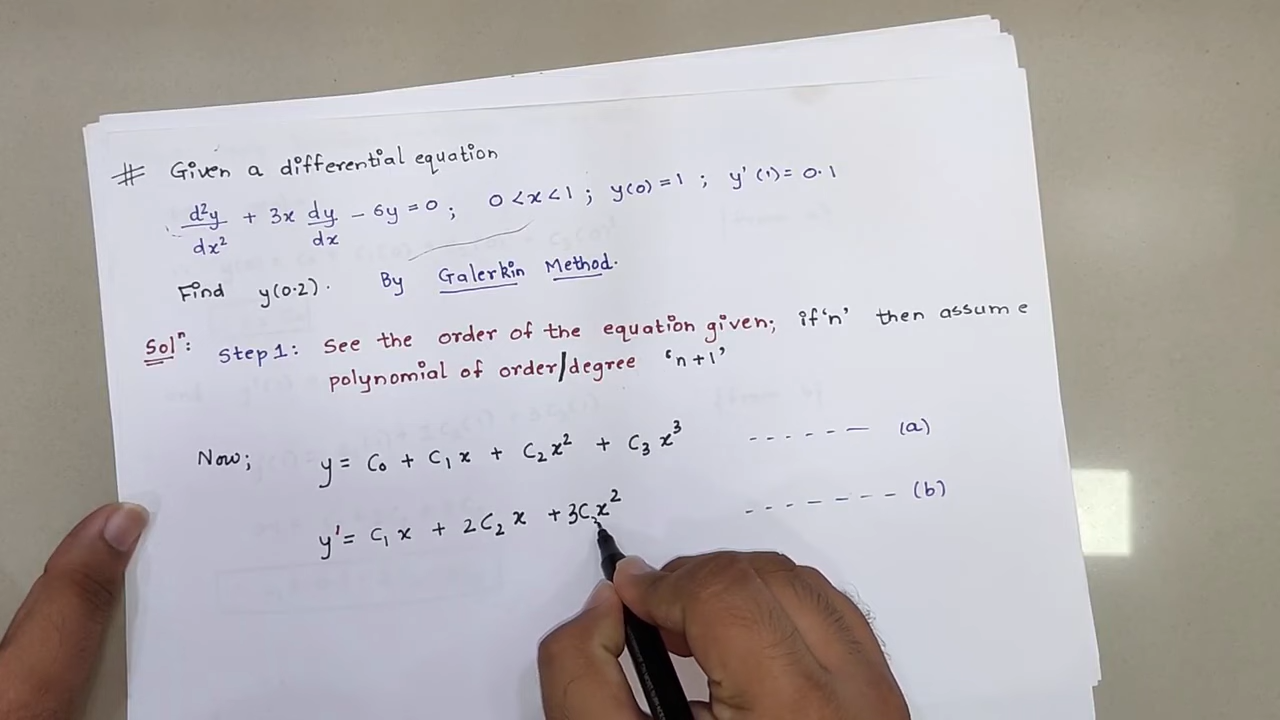 # Given a differential equation
d²y/dx² + 3x dy/dx - 6y = 0 ; 0 < x < 1 ; y(0) = 1 ; y'(1) = 0.1
Find y(0.2). By Galerkin Method.
Solⁿ: Step 1: See the order of the equation given; if 'n' then assume
polynomial of order/degree 'n+1'
Now; y = C₀ + C₁x + C₂x² + C₃x³ ------ (a)
y' = C₁x + 2C₂x + 3C₃x² ------- (b)